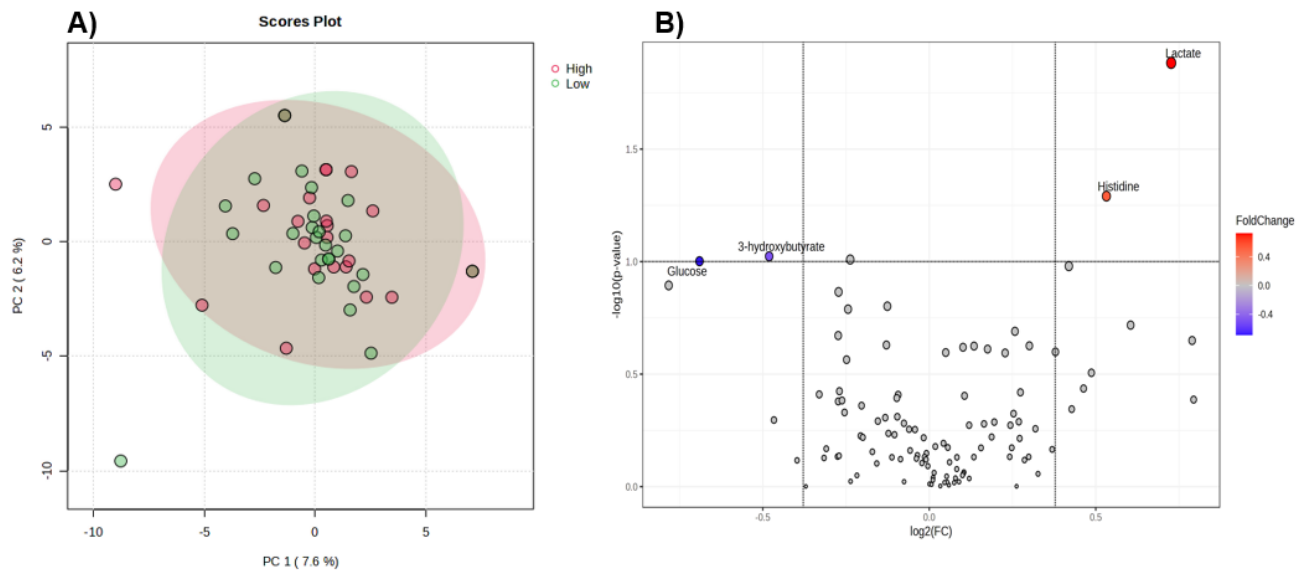 A)
Scores Plot
High
Low
5
0
-5
-10
-10
-5
0
5
PC 2 ( 6.2 %)
PC 1 ( 7.6 %)
B)
Lactate
Histidine
3-hydroxybutyrate
Glucose
1.5
1.0
0.5
0.0
-0.5
0.0
0.5
-log10(p-value)
log2(FC)
FoldChange
0.4
0.0
-0.4